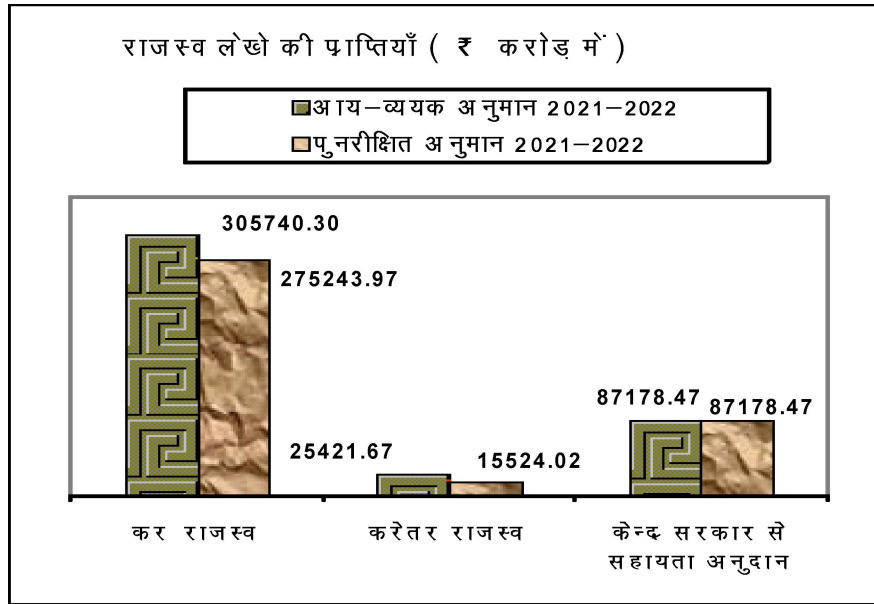 राजस्व लेखे की प्राप्तियाँ ( ₹ करोड़ में )
आय–व्ययक अनुमान 2021–2022
पुनरीक्षित अनुमान 2021–2022
305740.30
275243.97
25421.67
15524.02
87178.47
87178.47
कर राजस्व
करेतर राजस्व
केन्द्र सरकार से
सहायता अनुदान